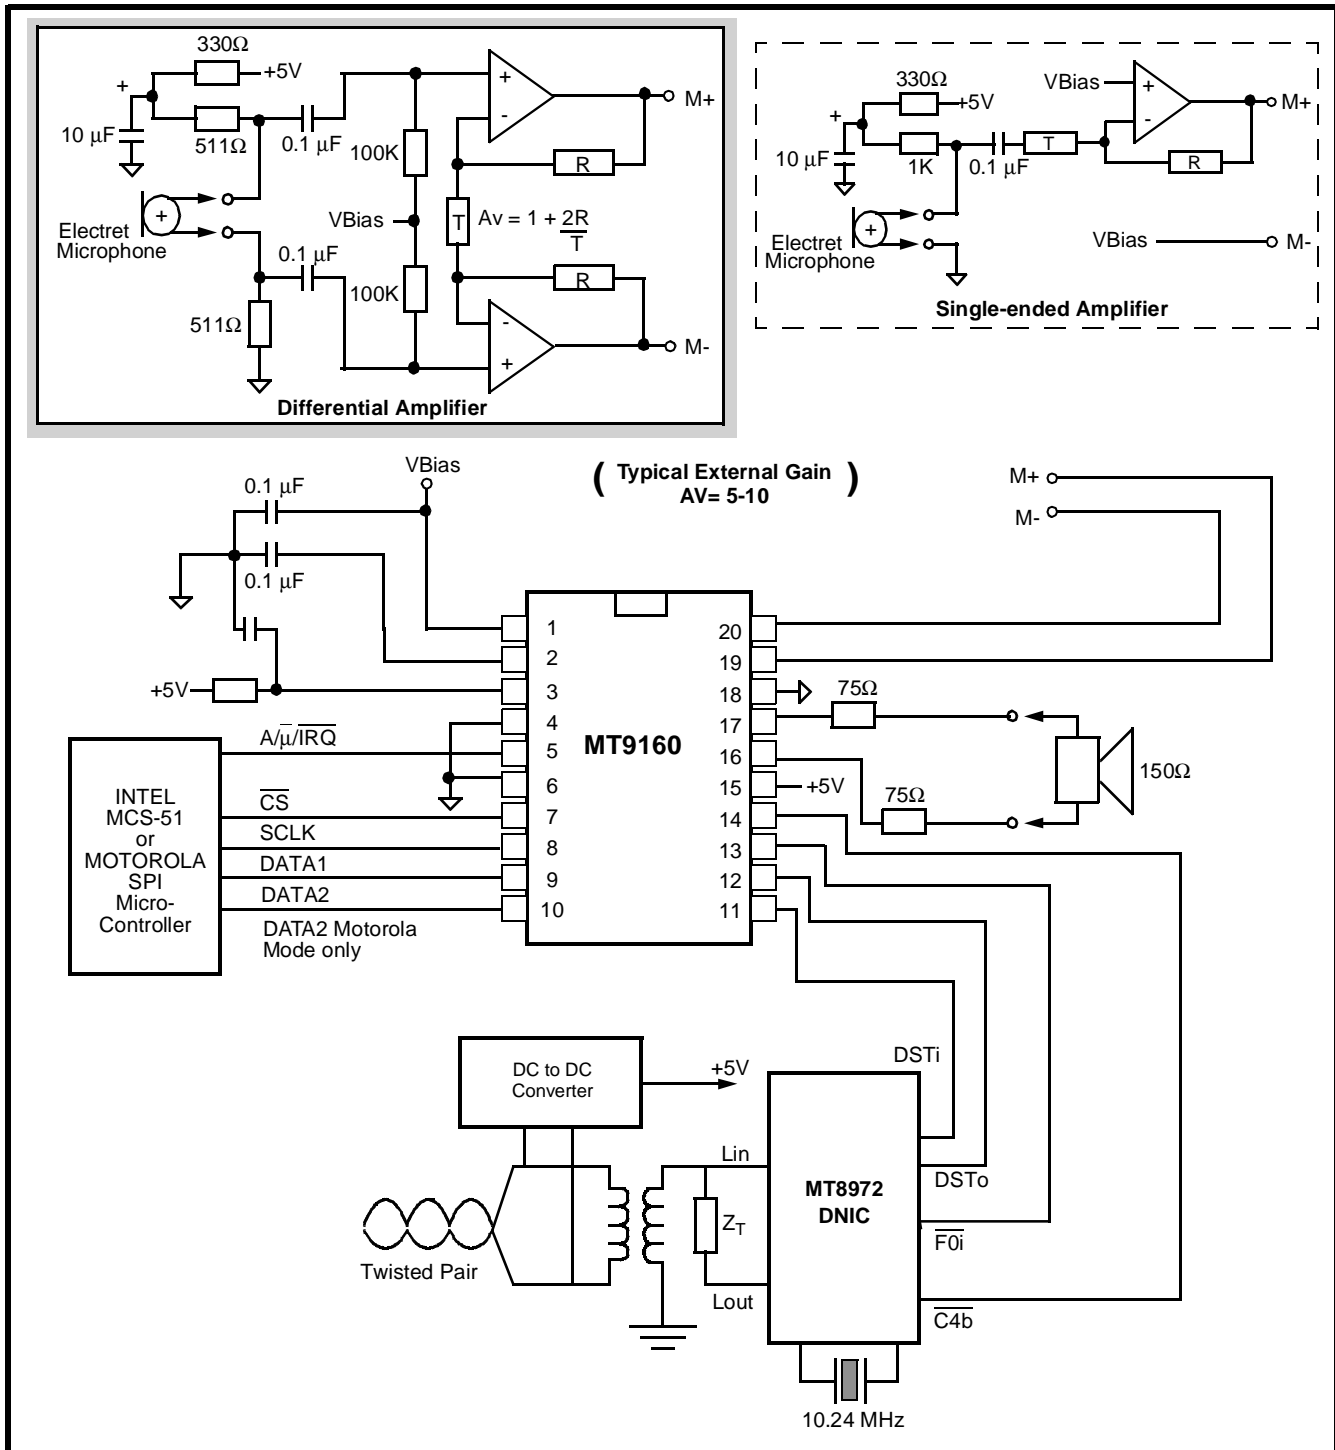 330Ω
+5V
+
10 µF
511Ω
0.1 µF
100K
+
-
M+
R
Electret
Microphone
+
VBias
T
Av = 1 + 2R
T
0.1 µF
100K
R
511Ω
-
+
M-
Differential Amplifier
330Ω
+5V
+
10 µF
1K
0.1 µF
T
VBias
+
-
M+
R
Electret
Microphone
+
VBias
M-
Single-ended Amplifier
VBias
( Typical External Gain )
AV= 5-10
M+
M-
0.1 µF
0.1 µF
+5V
MT9160
1
2
3
4
5
6
7
8
9
10
20
19
18
17
16
15
14
13
12
11
75Ω
75Ω
+5V
150Ω
INTEL
MCS-51
or
MOTOROLA
SPI
Micro-
Controller
A/µ̅/I̅R̅Q̅
C̅S̅
SCLK
DATA1
DATA2
DATA2 Motorola
Mode only
DC to DC
Converter
+5V
DSTi
DSTo
F̅0̅i̅
C̅4̅b̅
Lin
Lout
ZT
MT8972
DNIC
Twisted Pair
10.24 MHz